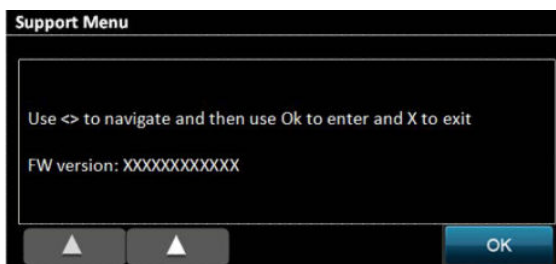 Support Menu
Use <> to navigate and then use Ok to enter and X to exit
FW version: XXXXXXXXXXXX
OK